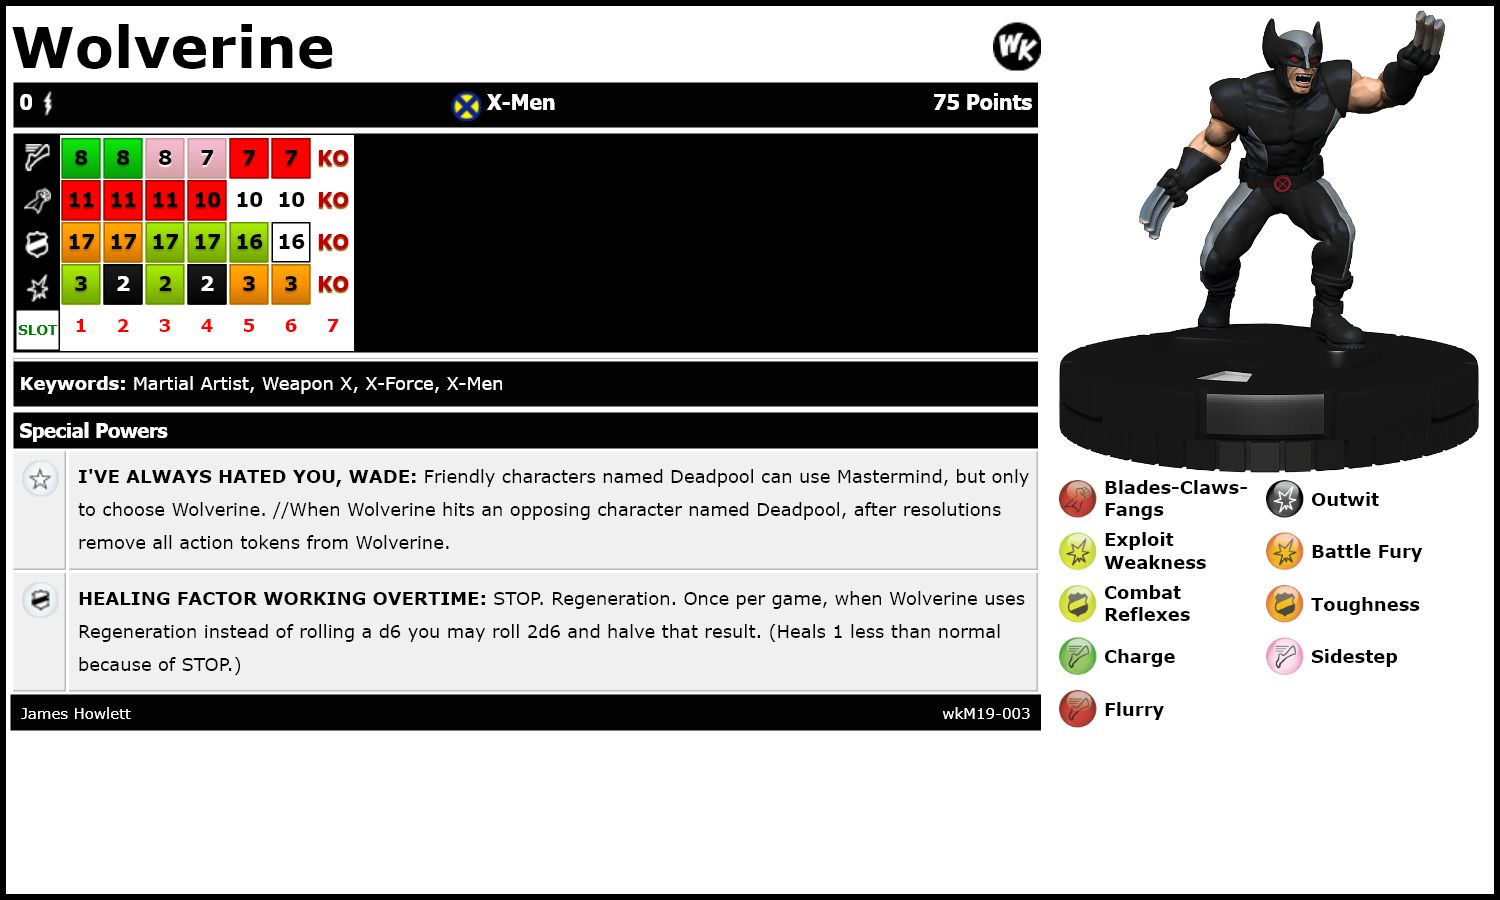 Wolverine
WK
0 X-Men 75 Points
8 8 8 7 7 7 KO
11 11 11 10 10 10 KO
17 17 17 17 16 16 KO
3 2 2 2 3 3 KO
SLOT 1 2 3 4 5 6 7
Keywords: Martial Artist, Weapon X, X-Force, X-Men
Special Powers
I'VE ALWAYS HATED YOU, WADE: Friendly characters named Deadpool can use Mastermind, but only
to choose Wolverine. //When Wolverine hits an opposing character named Deadpool, after resolutions
remove all action tokens from Wolverine.
HEALING FACTOR WORKING OVERTIME: STOP. Regeneration. Once per game, when Wolverine uses
Regeneration instead of rolling a d6 you may roll 2d6 and halve that result. (Heals 1 less than normal
because of STOP.)
James Howlett wkM19-003
Blades-Claws-
Fangs
Outwit
Exploit
Weakness
Battle Fury
Combat
Reflexes
Toughness
Charge
Sidestep
Flurry